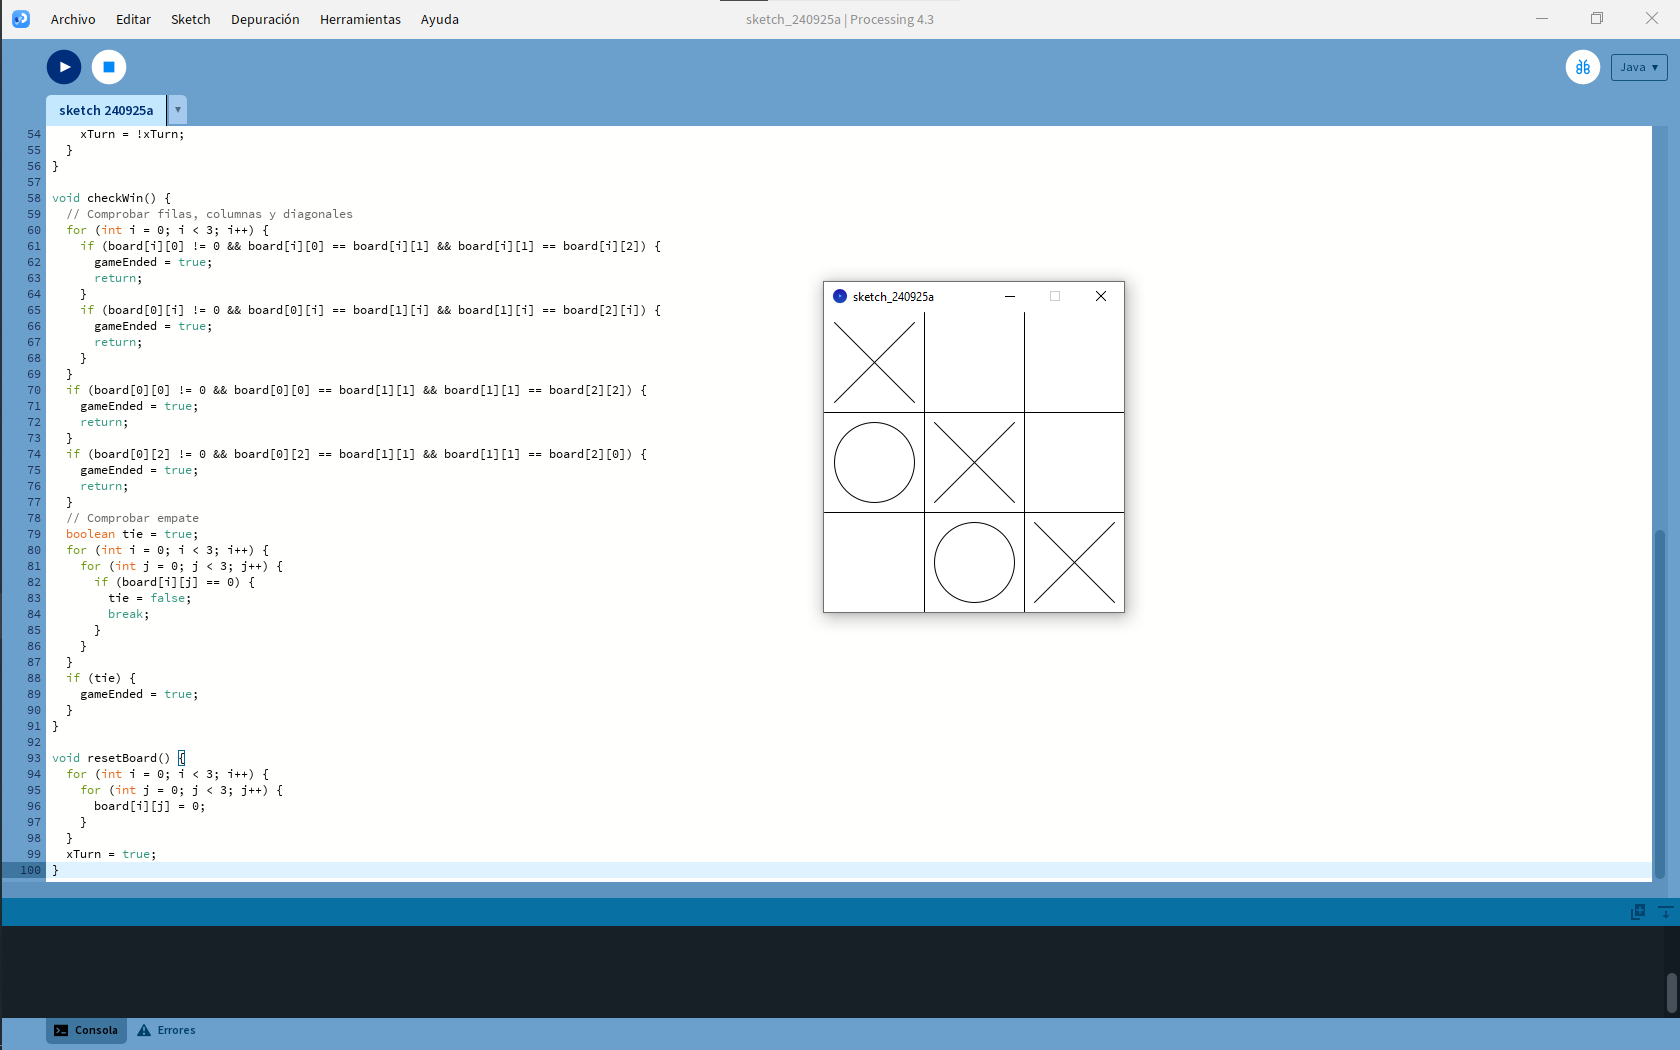 Archivo Editar Sketch Depuración Herramientas Ayuda
sketch_240925a | Processing 4.3
Java ▾
sketch 240925a ▾
54     xTurn = !xTurn;
55   }
56 }
57
58 void checkWin() {
59   // Comprobar filas, columnas y diagonales
60   for (int i = 0; i < 3; i++) {
61     if (board[i][0] != 0 && board[i][0] == board[i][1] && board[i][1] == board[i][2]) {
62       gameEnded = true;
63       return;
64     }
65     if (board[0][i] != 0 && board[0][i] == board[1][i] && board[1][i] == board[2][i]) {
66       gameEnded = true;
67       return;
68     }
69   }
70   if (board[0][0] != 0 && board[0][0] == board[1][1] && board[1][1] == board[2][2]) {
71     gameEnded = true;
72     return;
73   }
74   if (board[0][2] != 0 && board[0][2] == board[1][1] && board[1][1] == board[2][0]) {
75     gameEnded = true;
76     return;
77   }
78   // Comprobar empate
79   boolean tie = true;
80   for (int i = 0; i < 3; i++) {
81     for (int j = 0; j < 3; j++) {
82       if (board[i][j] == 0) {
83         tie = false;
84         break;
85       }
86     }
87   }
88   if (tie) {
89     gameEnded = true;
90   }
91 }
92
93 void resetBoard() {
94   for (int i = 0; i < 3; i++) {
95     for (int j = 0; j < 3; j++) {
96       board[i][j] = 0;
97     }
98   }
99   xTurn = true;
100 }
sketch_240925a
Consola Errores